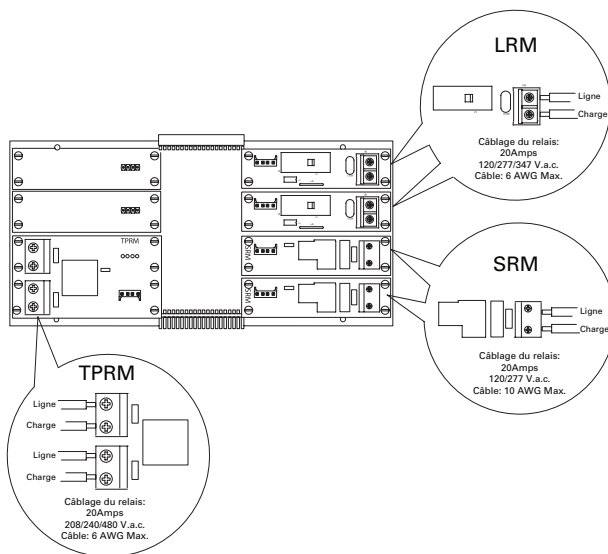 LRM
Ligne
Charge
Câblage du relais:
20Amps
120/277/347 V.a.c.
Câble: 6 AWG Max.
TPRM
SRM
SRM
SRM
Ligne
Charge
Câblage du relais:
20Amps
120/277 V.a.c.
Câble: 10 AWG Max.
TPRM
Ligne
Charge
Ligne
Charge
Câblage du relais:
20Amps
208/240/480 V.a.c.
Câble: 6 AWG Max.